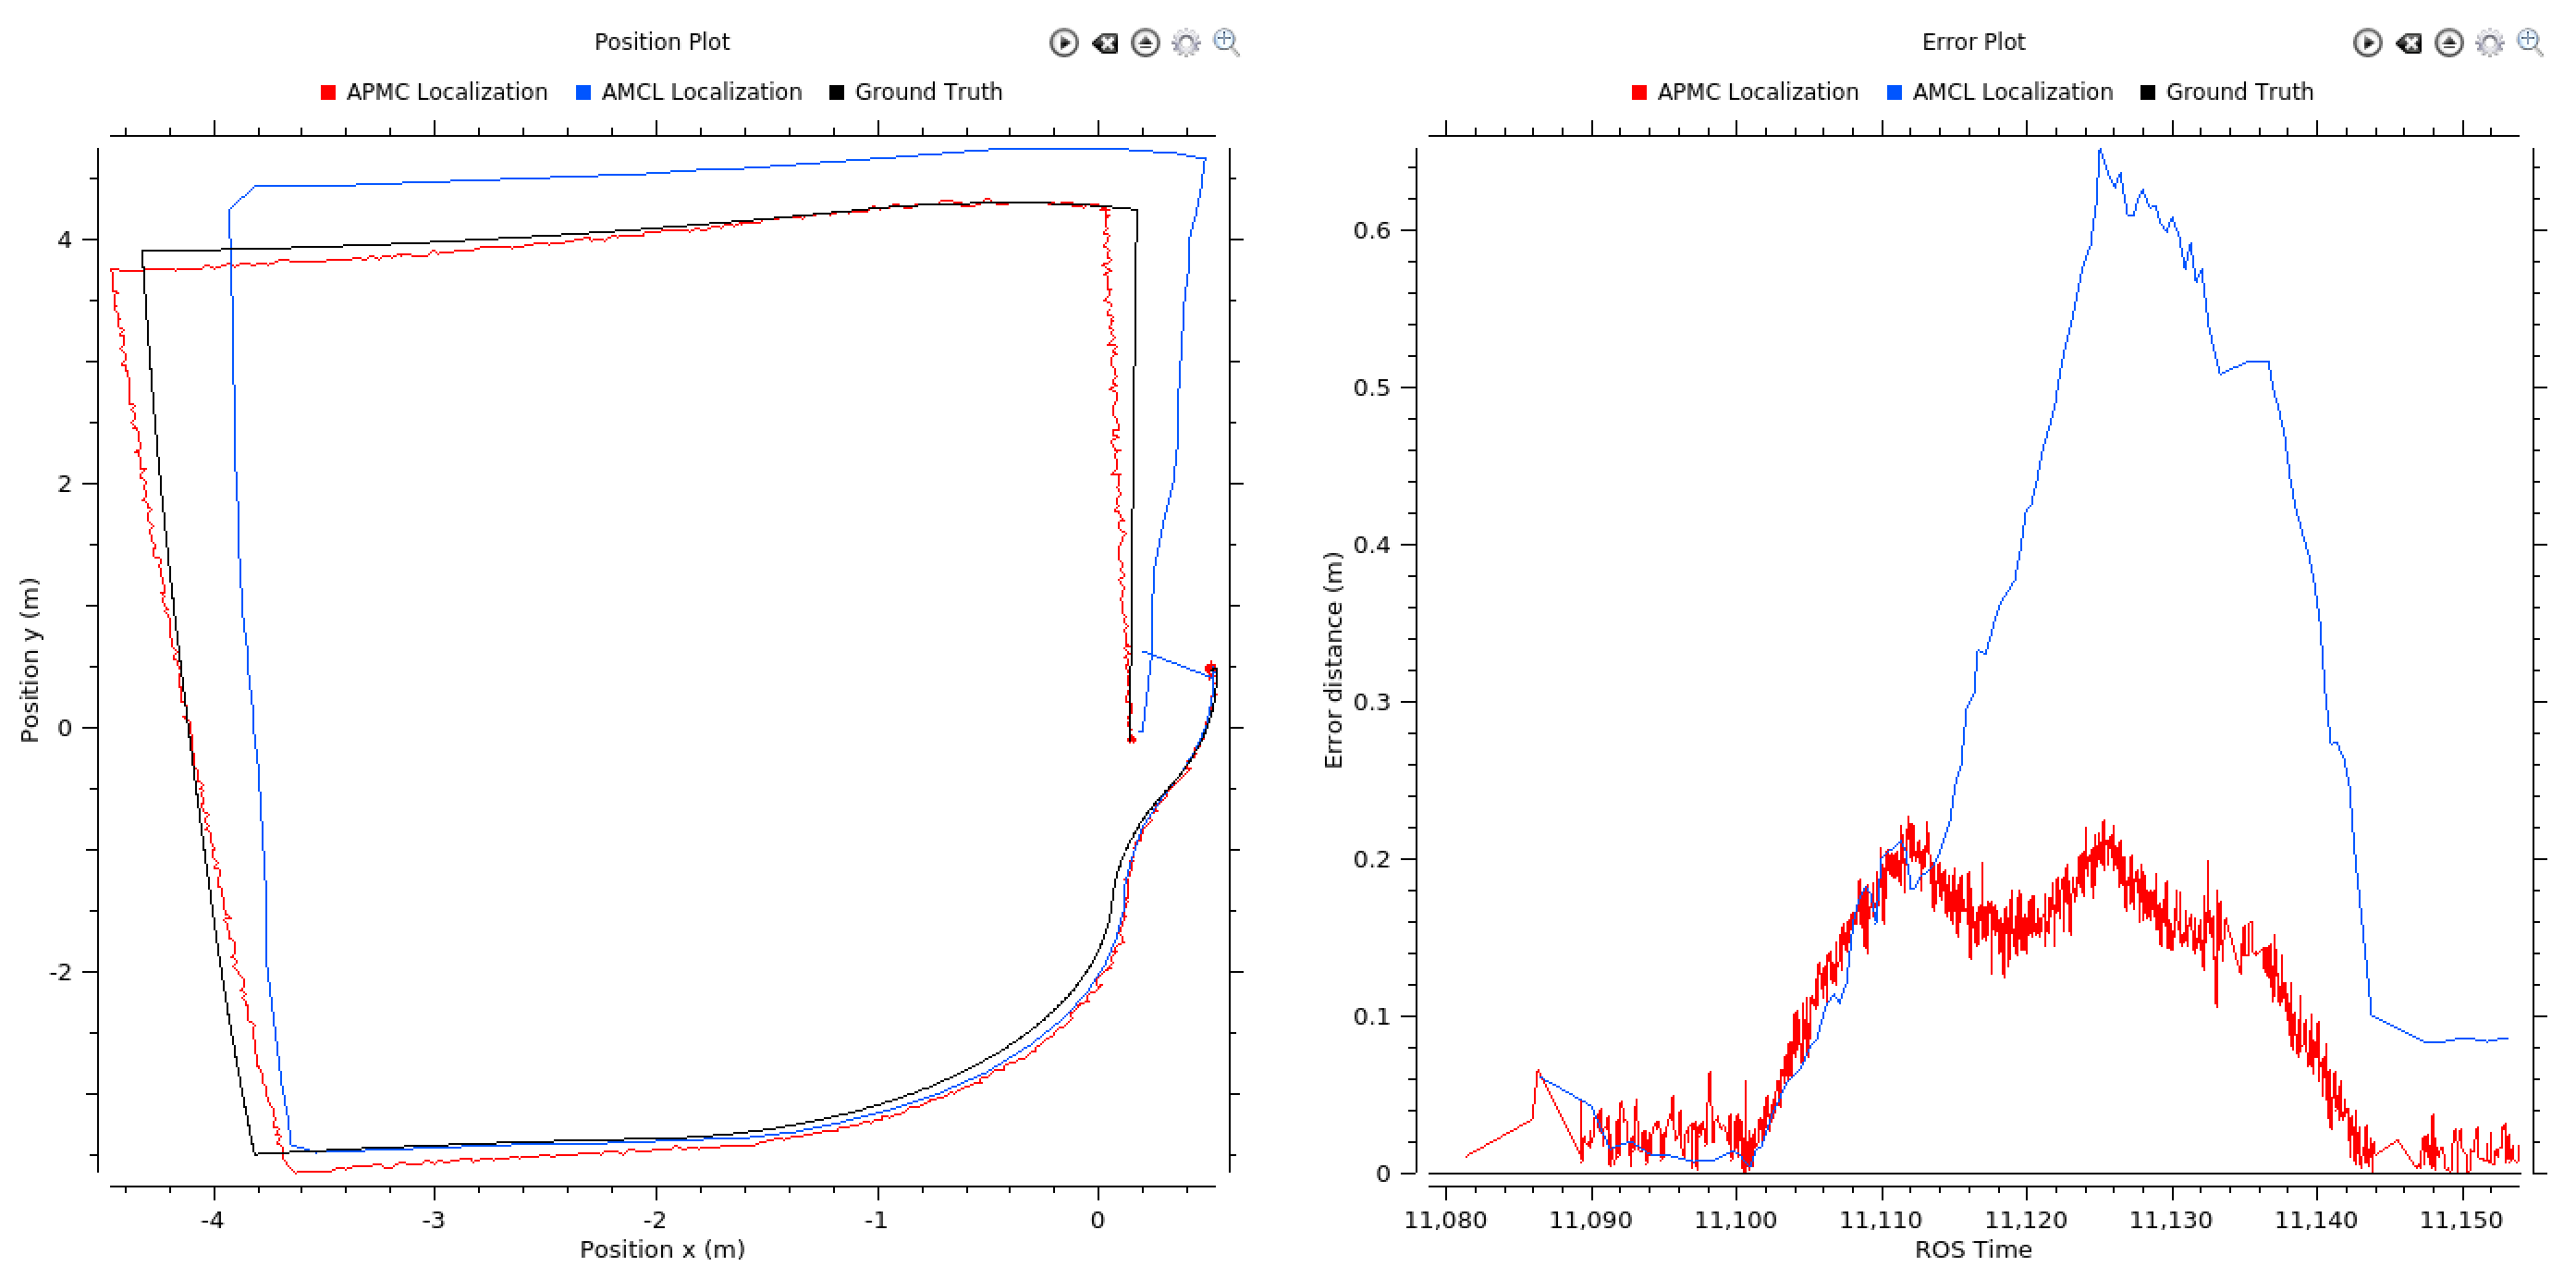 Position Plot
APMC Localization AMCL Localization Ground Truth
4
2
0
-2
Position y (m)
-4 -3 -2 -1 0
Position x (m)
Error Plot
APMC Localization AMCL Localization Ground Truth
0.6
0.5
0.4
0.3
0.2
0.1
0
Error distance (m)
11,080 11,090 11,100 11,110 11,120 11,130 11,140 11,150
ROS Time